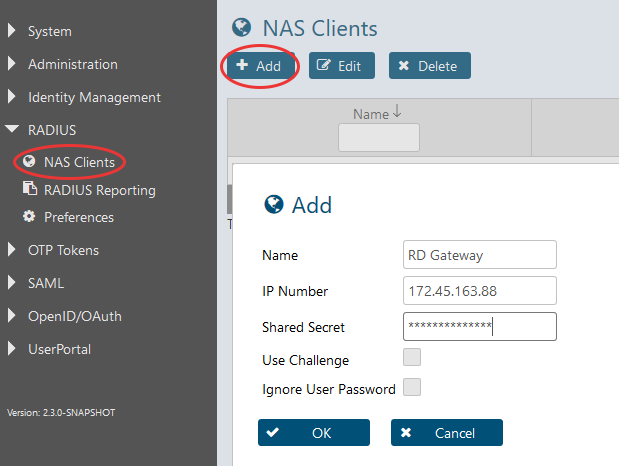 System
Administration
Identity Management
RADIUS
NAS Clients
RADIUS Reporting
Preferences
OTP Tokens
SAML
OpenID/OAuth
UserPortal
Version: 2.3.0-SNAPSHOT
NAS Clients
Add Edit Delete
Name
T
Add
Name RD Gateway
IP Number 172.45.163.88
Shared Secret **************
Use Challenge
Ignore User Password
OK Cancel